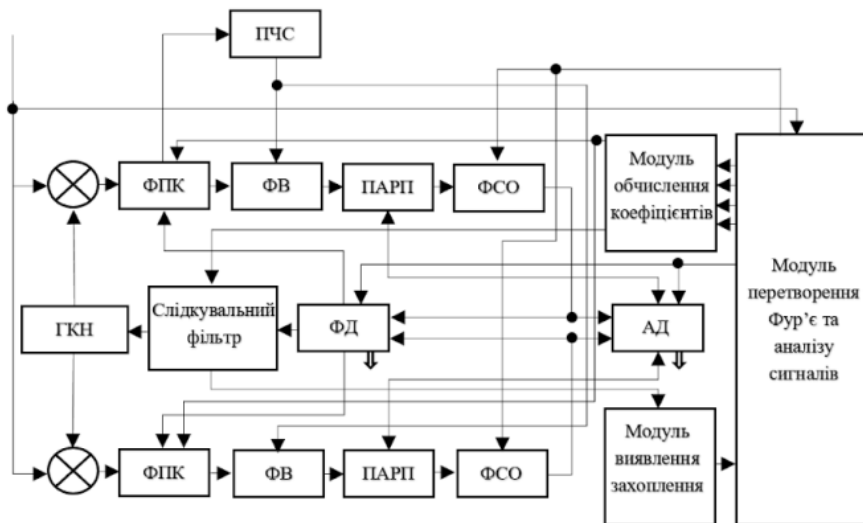 ПЧС
ФПК
ФВ
ПАРП
ФСО
Модуль
обчислення
коефіцієнтів
Модуль
перетворення
Фур’є та
аналізу
сигналів
ГКН
Слідкувальний
фільтр
ФД
АД
ФПК
ФВ
ПАРП
ФСО
Модуль
виявлення
захоплення